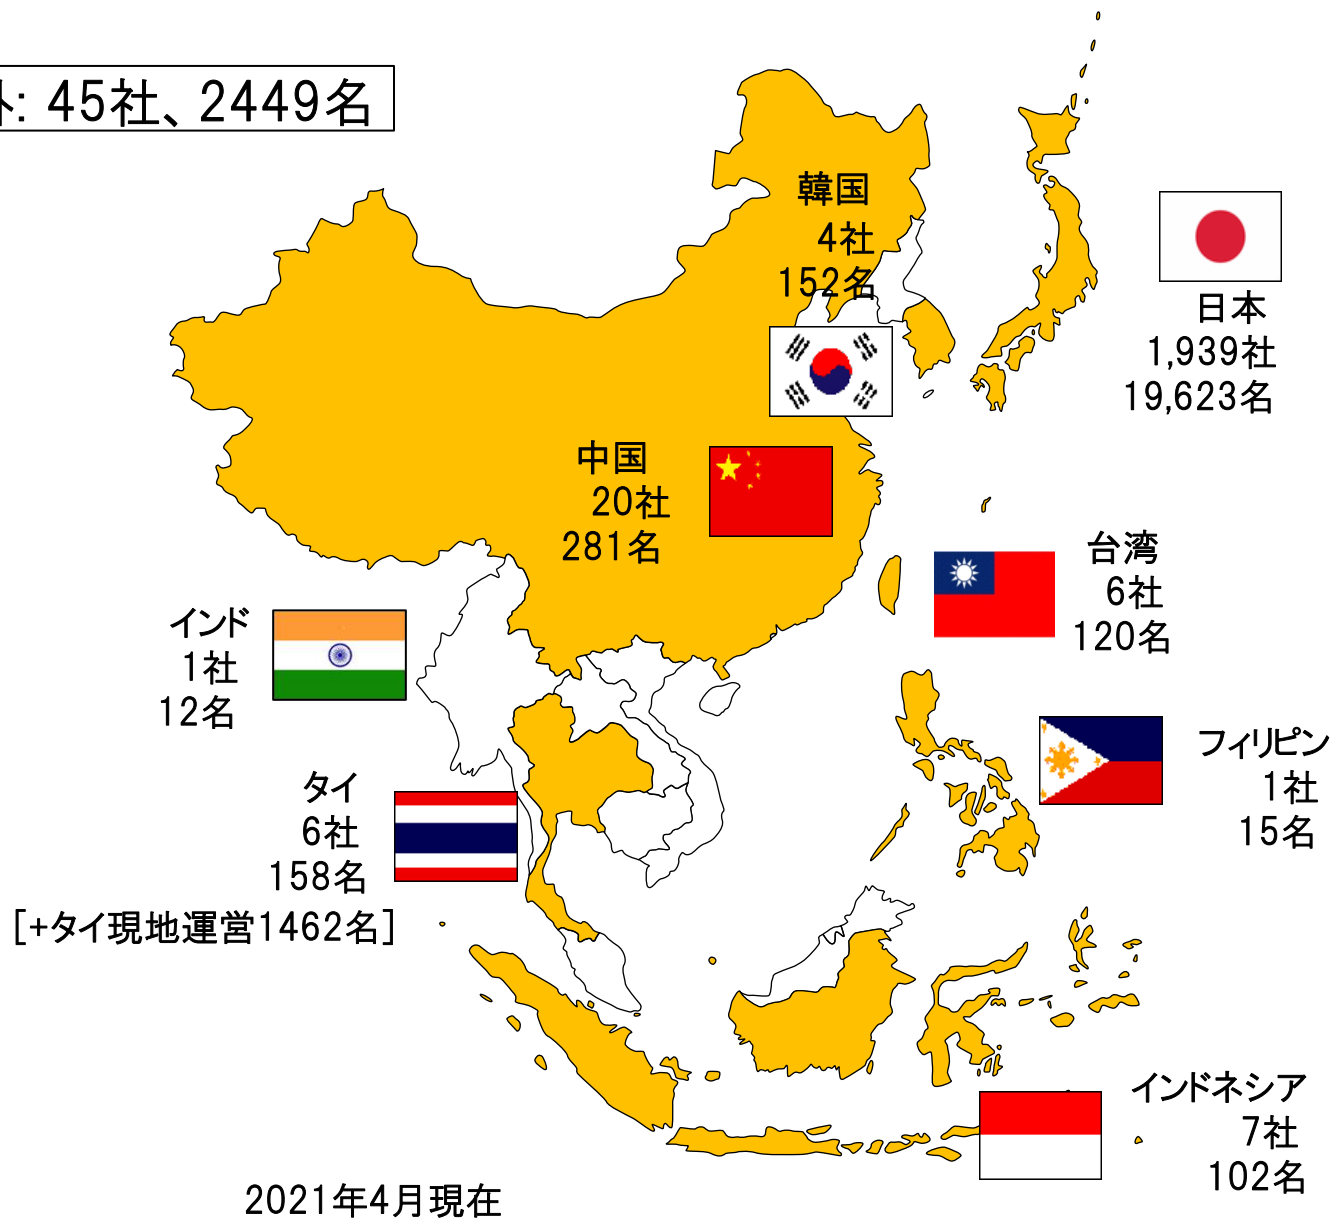 : 45社、2449名
韓国
4社
152名
日本
1,939社
19,623名
中国
20社
281名
台湾
6社
120名
インド
1社
12名
フィリピン
1社
15名
タイ
6社
158名
[+タイ現地運営1462名]
インドネシア
7社
102名
2021年4月現在